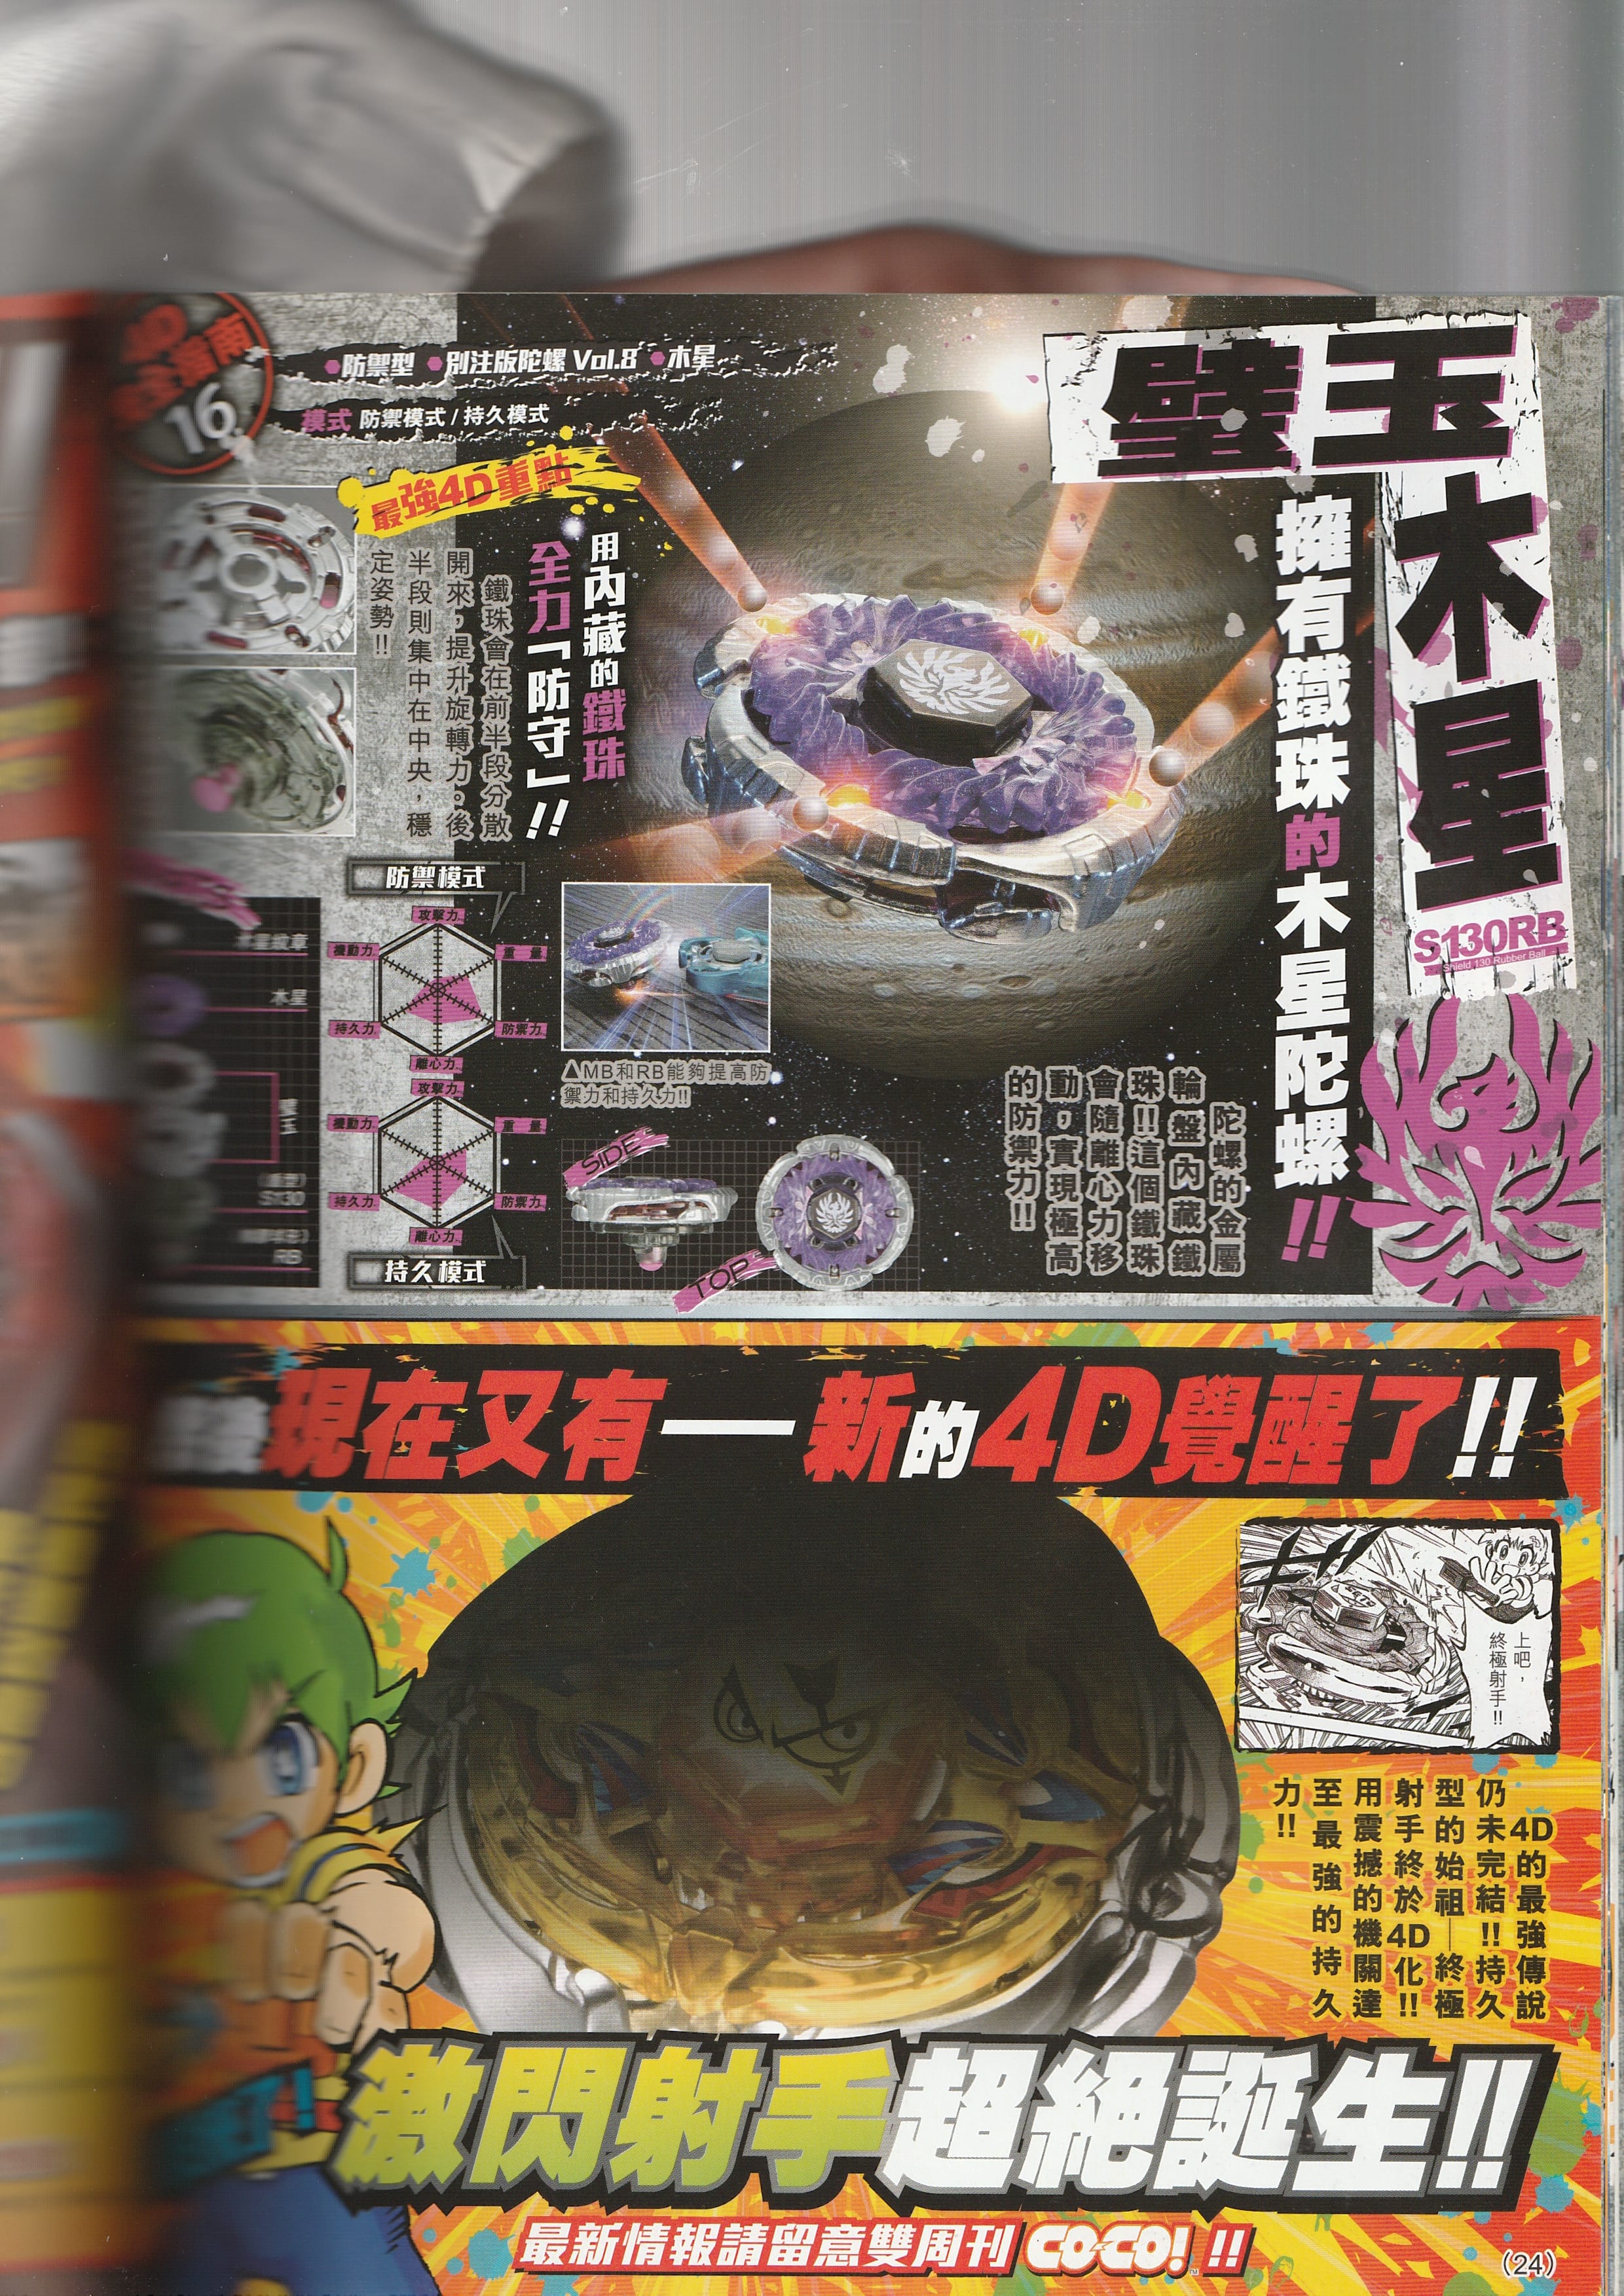 16
●防禦型 ●別注版陀螺 Vol.8 ●木星
模式 防禦模式 / 持久模式
璧玉
木星
S130RB
Shield 130 Rubber Ball
擁有鐵珠的木星陀螺!!
陀螺的金屬
輪盤內藏鐵
珠!!這個鐵珠
會隨離心力移
動,實現極高
的防禦力!!
最強4D重點
用內藏的鐵珠
全力「防守」!!
鐵珠會在前半段分散
開來,提升旋轉力。後
半段則集中在中央,穩
定姿勢!!
防禦模式
攻擊力
機動力
重量
持久力
防禦力
離心力
攻擊力
機動力
重量
持久力
防禦力
離心力
持久模式
▲MB和RB能夠提高防
禦力和持久力!!
SIDE
TOP
木星
S130
RB
現在又有——新的4D覺醒了!!
上吧,
終極射手!!
4D的最強傳說
仍未完結!!持久
型的始祖—終極
射手終於4D化!!
用震撼的機關達
至最強的持久
力!!
激閃射手超絕誕生!!
最新情報請留意雙周刊 CO-CO! !!
(24)